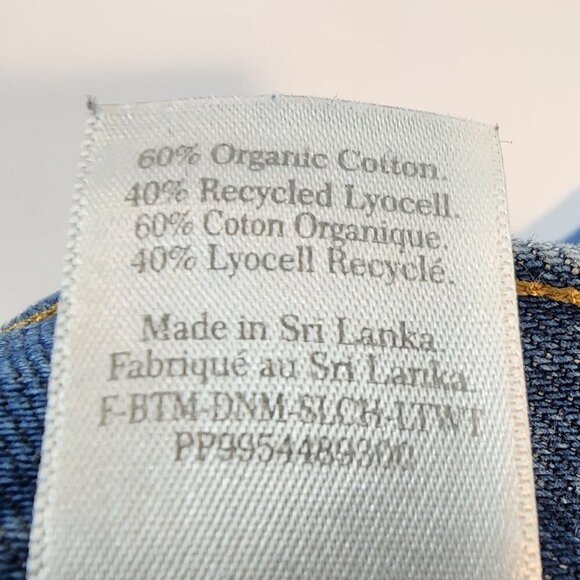 60% Organic Cotton.
40% Recycled Lyocell.
60% Coton Organique.
40% Lyocell Recyclé.
Made in Sri Lanka
Fabriqué au Sri Lanka.
F-BTM-DNM-SLCH-LTWT
PP9954489300